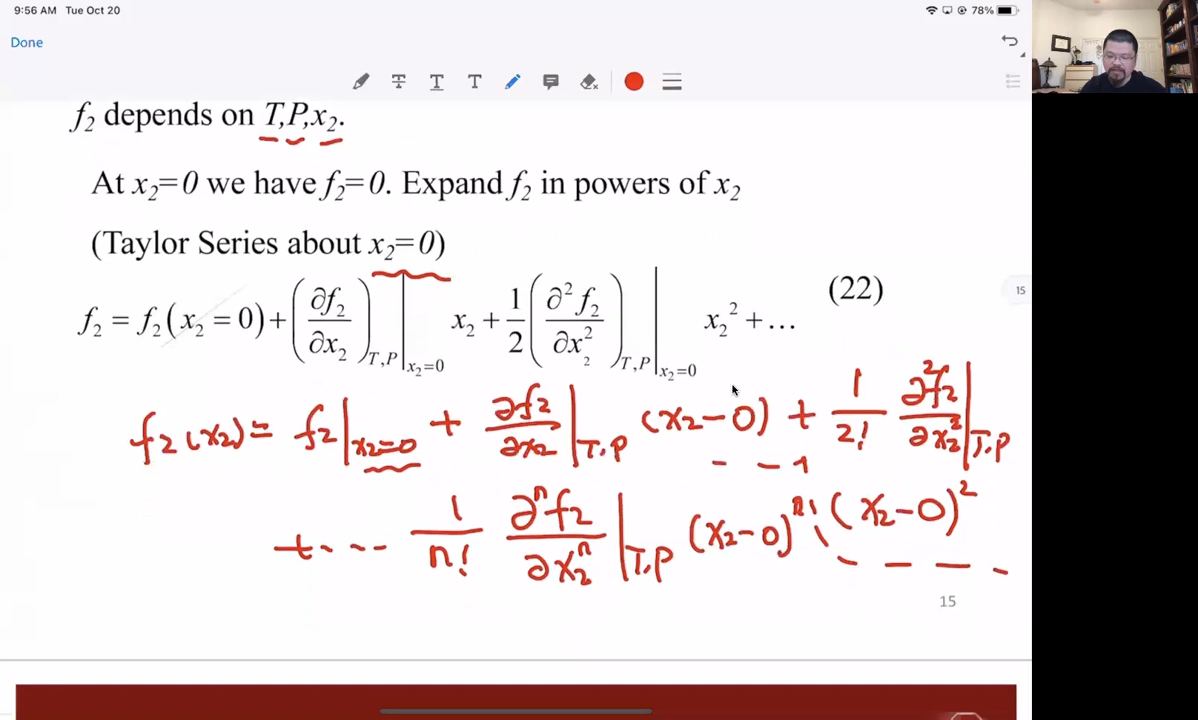 9:56 AM Tue Oct 20 78%
Done
f₂ depends on T,P,x₂.
At x₂=0 we have f₂=0. Expand f₂ in powers of x₂
(Taylor Series about x₂=0)
f₂ = f₂(x₂ = 0) + (∂f₂/∂x₂)_T,P|x₂=0 x₂ + 1/2 (∂²f₂/∂x₂²)_T,P|x₂=0 x₂² + … (22)
15
f₂(x₂) = f₂|x₂=0 + ∂f₂/∂x₂|T,P (x₂-0) + 1/2! ∂²f₂/∂x₂²|T,P
(x₂-0)²
+ ... 1/n! ∂ⁿf₂/∂x₂ⁿ|T,P (x₂-0)ⁿ
15